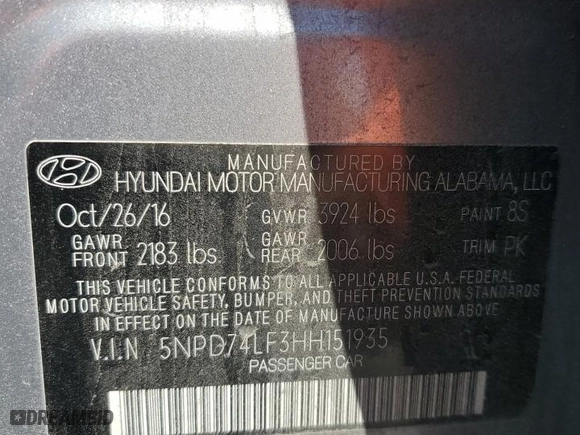 MANUFACTURED BY
HYUNDAI MOTOR MANUFACTURING ALABAMA, LLC
Oct/26/16 GVWR 3924 lbs PAINT 8S
GAWR FRONT 2183 lbs GAWR REAR 2006 lbs TRIM PK
THIS VEHICLE CONFORMS TO ALL APPLICABLE U.S.A. FEDERAL
MOTOR VEHICLE SAFETY, BUMPER, AND THEFT PREVENTION STANDARDS
IN EFFECT ON THE DATE OF MANUFACTURE SHOWN ABOVE.
V.I.N 5NPD74LF3HH151935
PASSENGER CAR
DREAMBID